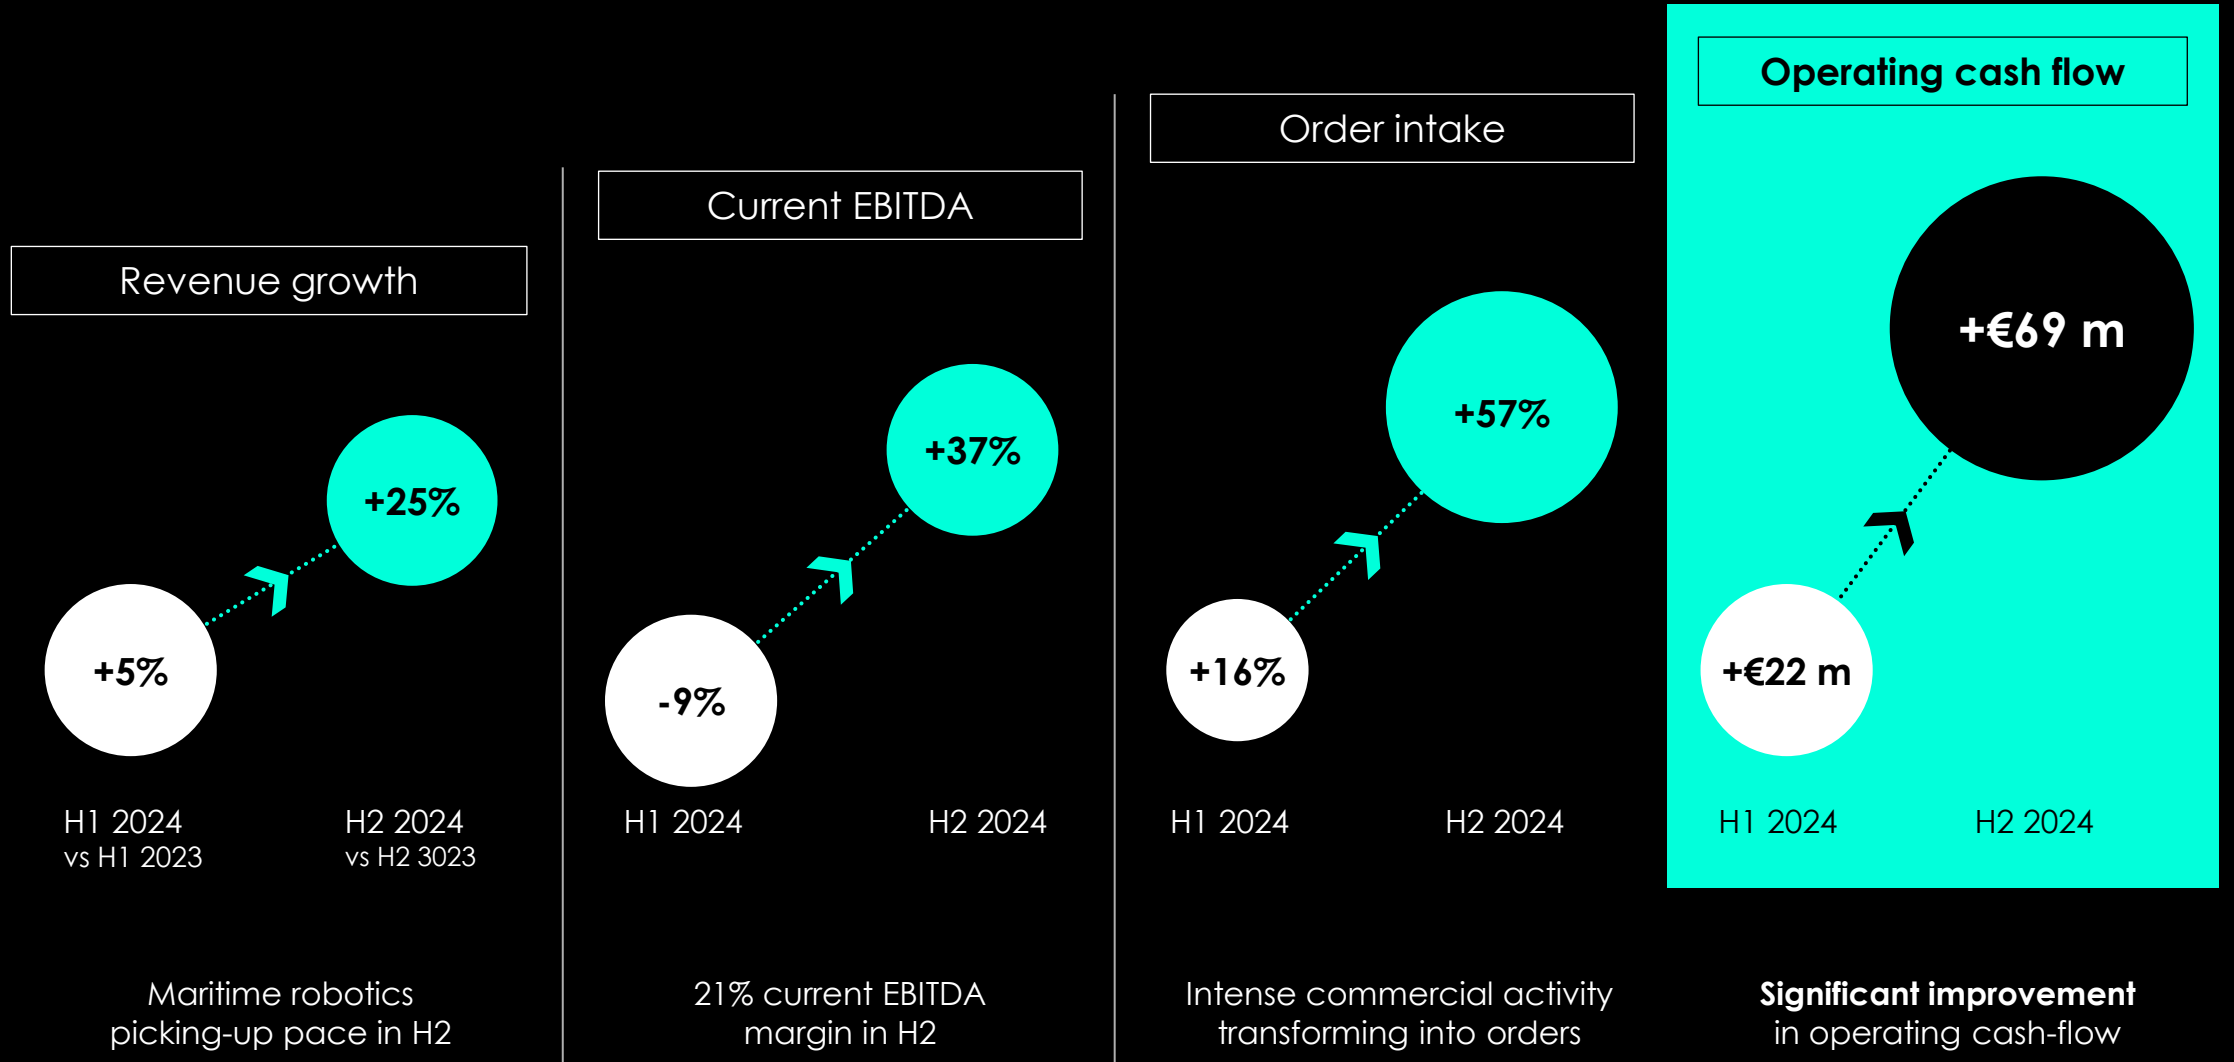 Revenue growth
+5%
+25%
H1 2024
vs H1 2023
H2 2024
vs H2 3023
Maritime robotics
picking-up pace in H2
Current EBITDA
-9%
+37%
H1 2024
H2 2024
21% current EBITDA
margin in H2
Order intake
+16%
+57%
H1 2024
H2 2024
Intense commercial activity
transforming into orders
Operating cash flow
+€22 m
+€69 m
H1 2024
H2 2024
Significant improvement
in operating cash-flow